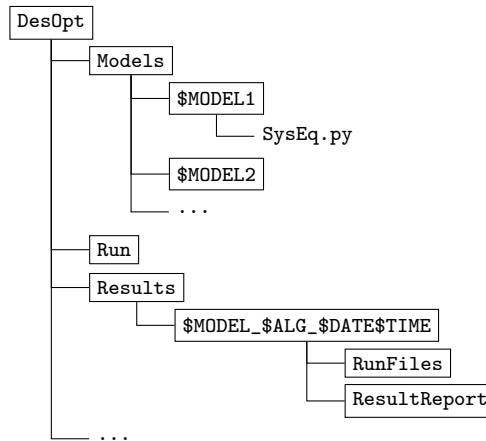 DesOpt
Models
$MODEL1
SysEq.py
$MODEL2
...
Run
Results
$MODEL_$ALG_$DATE$TIME
RunFiles
ResultReport
...